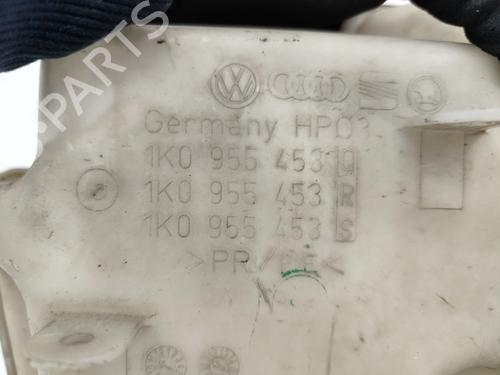 Germany HP03
1K0 955 453 Q
1K0 955 453 R
1K0 955 453 S
>PP/PE<